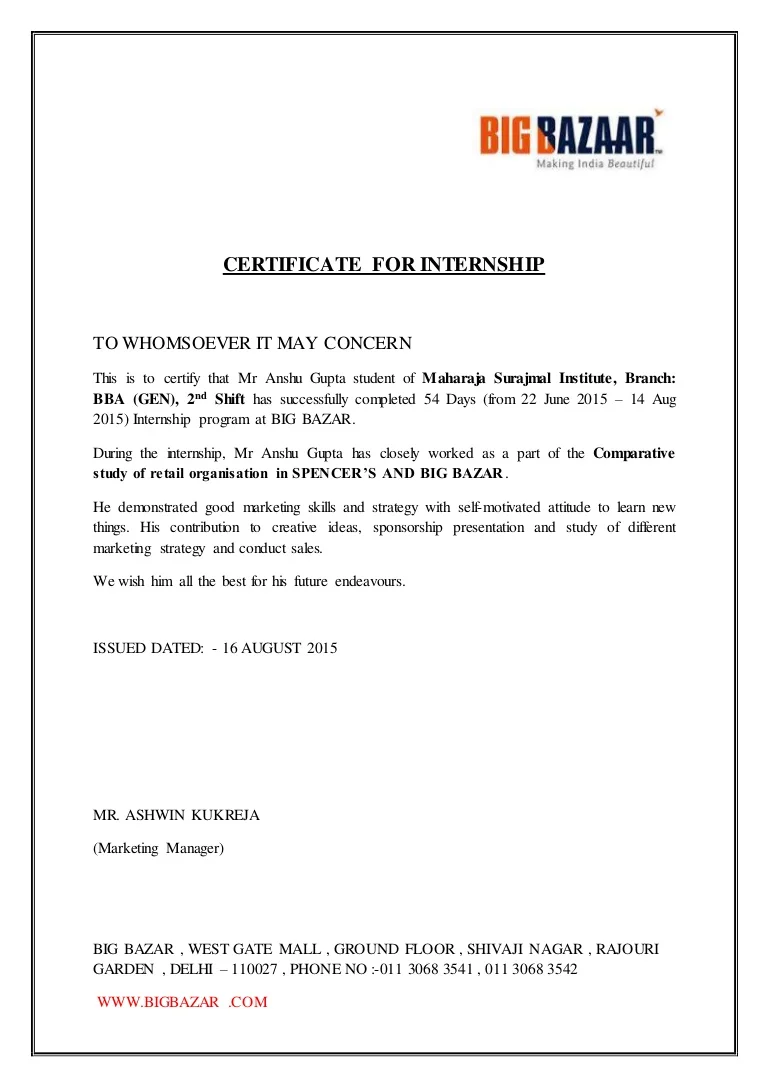 BIG BAZAAR™
Making India Beautiful
CERTIFICATE FOR INTERNSHIP
TO WHOMSOEVER IT MAY CONCERN
This is to certify that Mr Anshu Gupta student of Maharaja Surajmal Institute, Branch:
BBA (GEN), 2nd Shift has successfully completed 54 Days (from 22 June 2015 – 14 Aug
2015) Internship program at BIG BAZAR.
During the internship, Mr Anshu Gupta has closely worked as a part of the Comparative
study of retail organisation in SPENCER'S AND BIG BAZAR.
He demonstrated good marketing skills and strategy with self-motivated attitude to learn new
things. His contribution to creative ideas, sponsorship presentation and study of different
marketing strategy and conduct sales.
We wish him all the best for his future endeavours.
ISSUED DATED: - 16 AUGUST 2015
MR. ASHWIN KUKREJA
(Marketing Manager)
BIG BAZAR , WEST GATE MALL , GROUND FLOOR , SHIVAJI NAGAR , RAJOURI
GARDEN , DELHI – 110027 , PHONE NO :-011 3068 3541 , 011 3068 3542
WWW.BIGBAZAR .COM